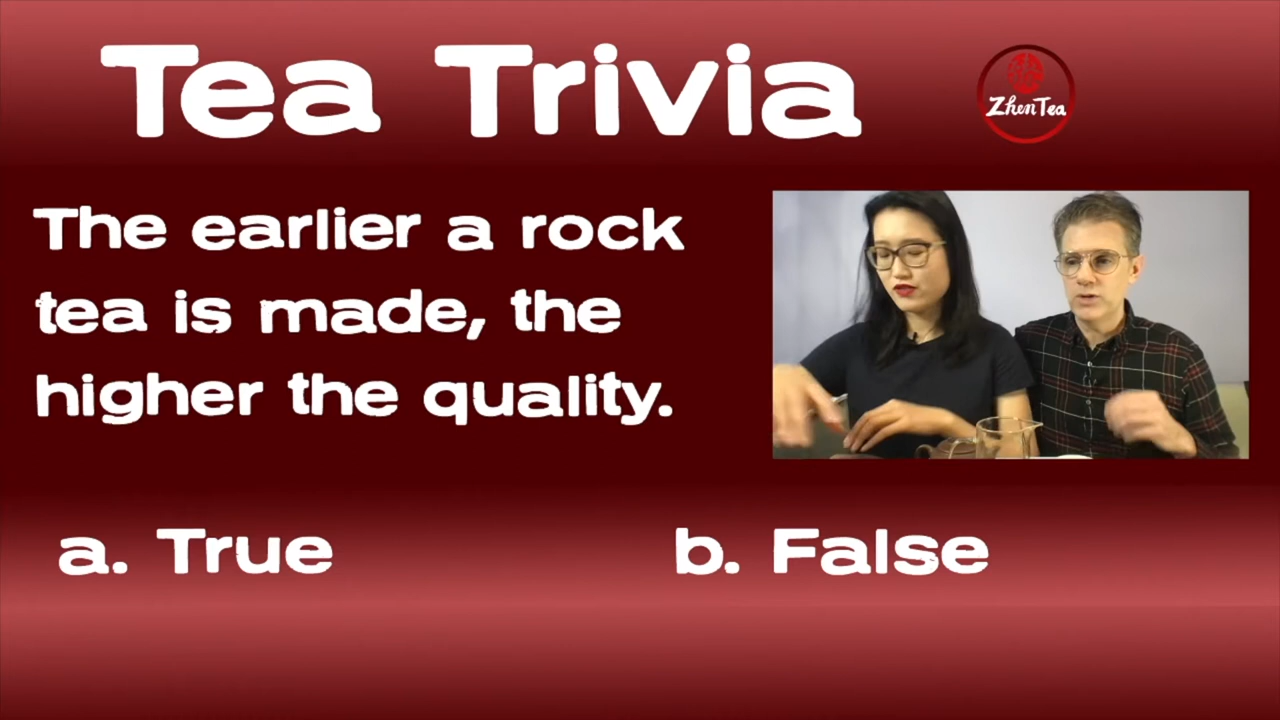 Tea Trivia
ZhenTea
The earlier a rock
tea is made, the
higher the quality.
a. True
b. False